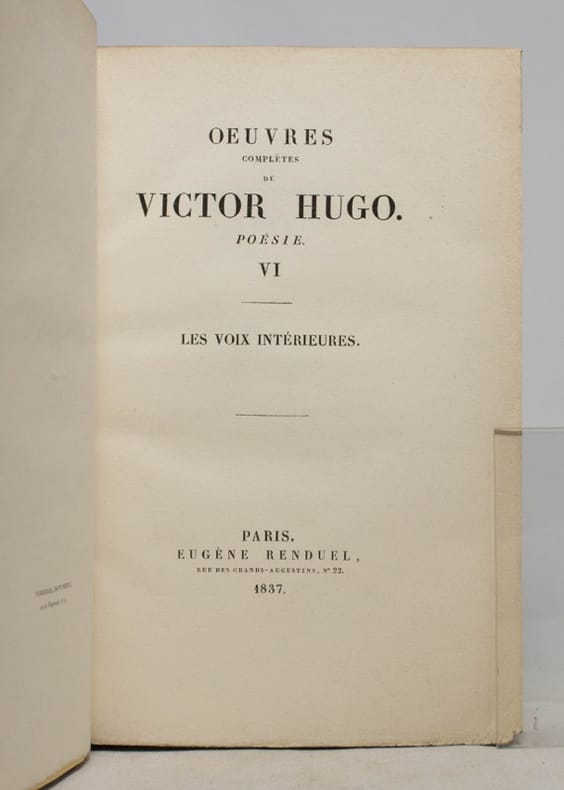 OEUVRES
COMPLÈTES
DE
VICTOR HUGO.
POÉSIE.
VI
LES VOIX INTÉRIEURES.
PARIS.
EUGÈNE RENDUEL,
RUE DES GRANDS-AUGUSTINS, Nº 22.
1837.